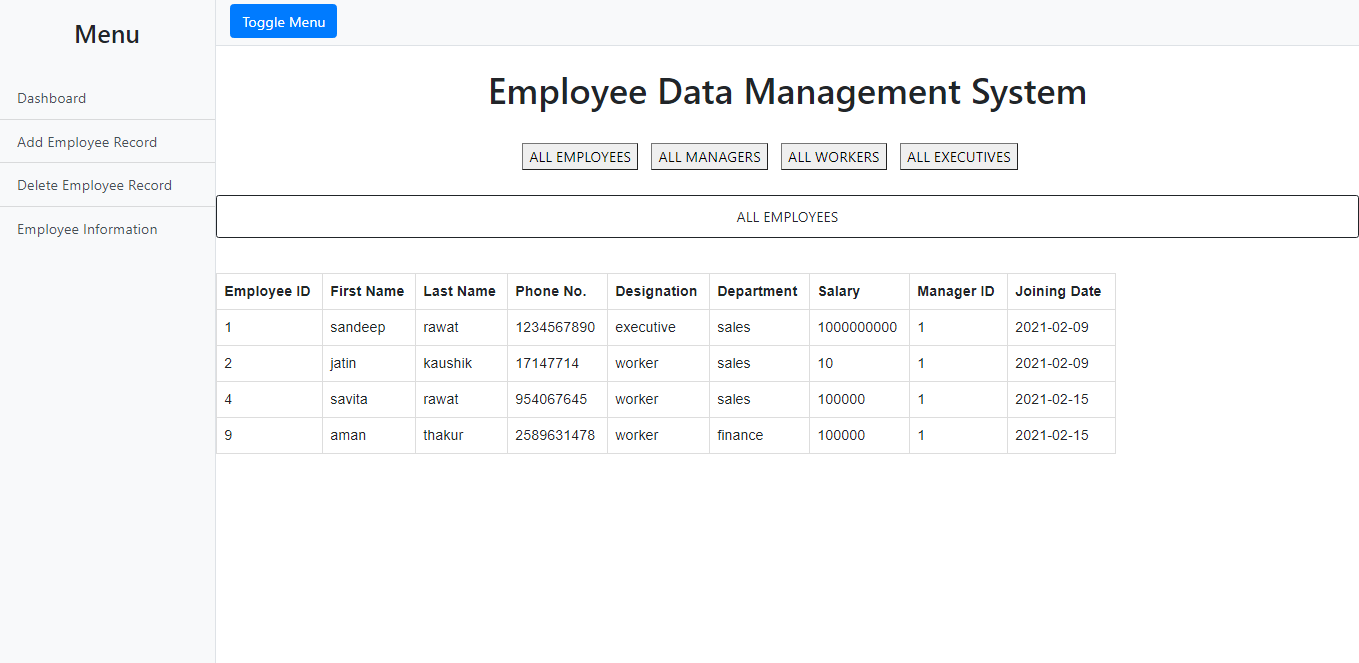 Menu
Toggle Menu
Dashboard
Add Employee Record
Delete Employee Record
Employee Information
Employee Data Management System
ALL EMPLOYEES ALL MANAGERS ALL WORKERS ALL EXECUTIVES
ALL EMPLOYEES
Employee ID First Name Last Name Phone No. Designation Department Salary Manager ID Joining Date
1 sandeep rawat 1234567890 executive sales 1000000000 1 2021-02-09
2 jatin kaushik 17147714 worker sales 10 1 2021-02-09
4 savita rawat 954067645 worker sales 100000 1 2021-02-15
9 aman thakur 2589631478 worker finance 100000 1 2021-02-15